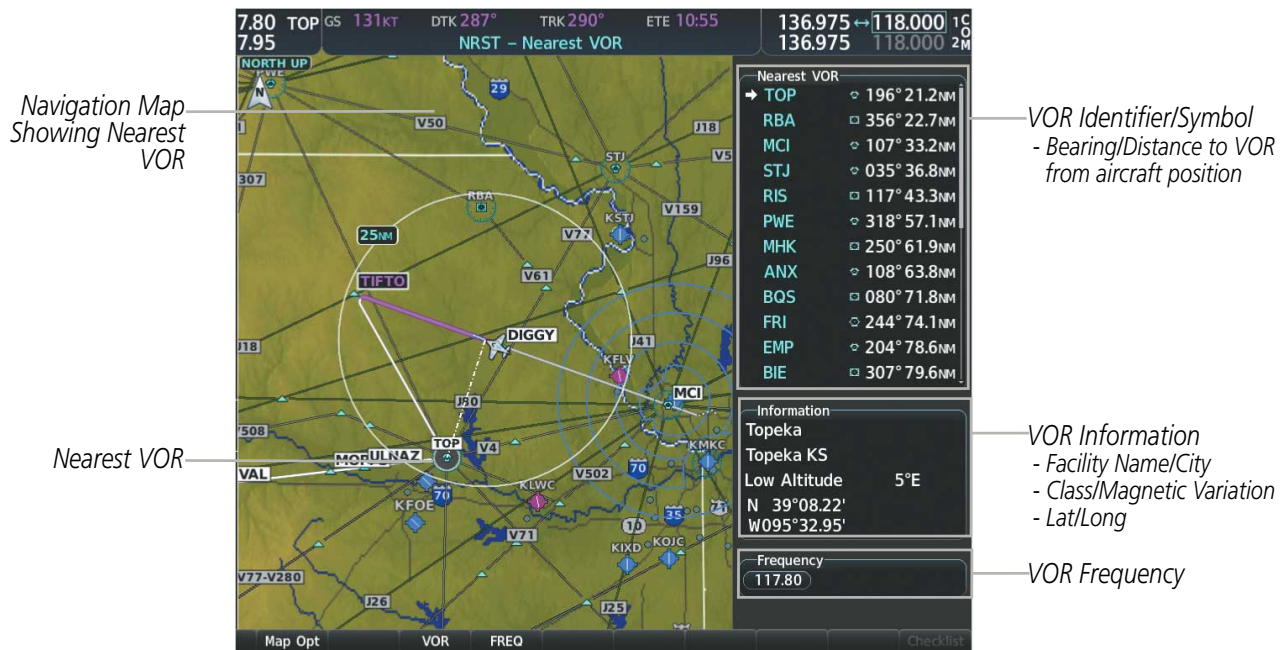 7.80 TOP GS 131KT DTK 287° TRK 290° ETE 10:55 136.975 ↔ 118.000 1 C
7.95 NRST – Nearest VOR 136.975 118.000 2 O M
NORTH UP
PWE
N
29
V50
J18
STJ
V5
307
RBA
V159
KSTJ
25NM
V77
J96
V61
TIFTO
DIGGY
J18
J41
KFLV
MCI
J80
508
TOP
V4
KMKC
MOR ULNAZ
VAL
V502
70
KLWC
70
KFOE
35
71
10
V71
KIXD
KOJC
V77-V280
J26
J25
Nearest VOR
TOP 196° 21.2NM
RBA 356° 22.7NM
MCI 107° 33.2NM
STJ 035° 36.8NM
RIS 117° 43.3NM
PWE 318° 57.1NM
MHK 250° 61.9NM
ANX 108° 63.8NM
BQS 080° 71.8NM
FRI 244° 74.1NM
EMP 204° 78.6NM
BIE 307° 79.6NM
Information
Topeka
Topeka KS
Low Altitude 5°E
N 39°08.22'
W095°32.95'
Frequency
117.80
Map Opt VOR FREQ Checklist
Navigation Map
Showing Nearest
VOR
Nearest VOR
VOR Identifier/Symbol
- Bearing/Distance to VOR
from aircraft position
VOR Information
- Facility Name/City
- Class/Magnetic Variation
- Lat/Long
VOR Frequency